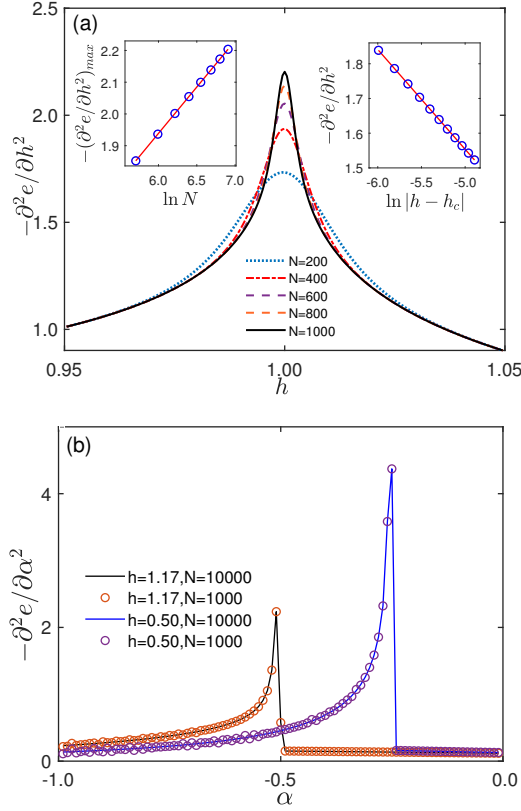 (a)
−∂²e/∂h²
2.0
1.5
1.0
0.95
1.00
1.05
h
−(∂²e/∂h²)max
2.2
2.1
2.0
1.9
6.0
6.5
7.0
ln N
−∂²e/∂h²
1.8
1.7
1.6
1.5
-6.0
-5.5
-5.0
ln |h − hc|
N=200
N=400
N=600
N=800
N=1000
(b)
−∂²e/∂α²
4
2
0
-1.0
-0.5
0.0
α
h=1.17,N=10000
h=1.17,N=1000
h=0.50,N=10000
h=0.50,N=1000